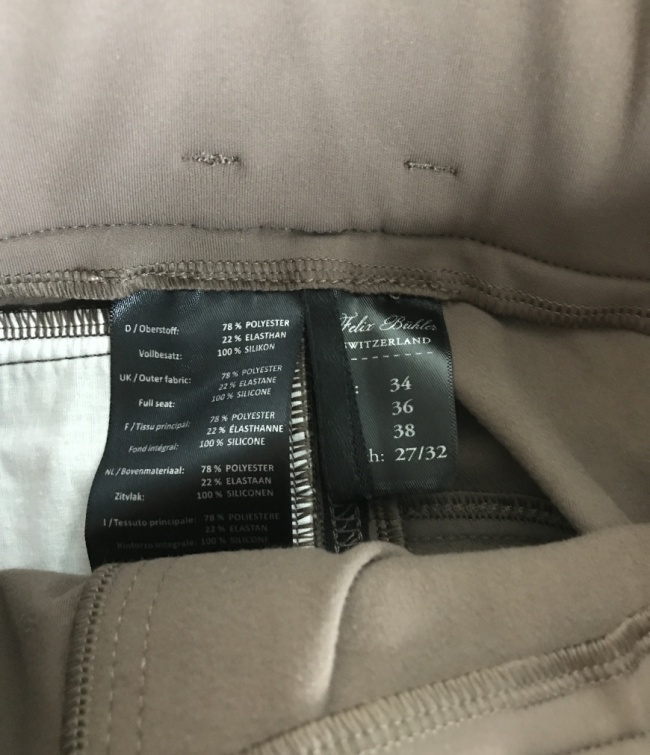 D / Oberstoff: 78 % POLYESTER
22 % ELASTHAN
Vollbesatz: 100 % SILIKON
UK / Outer fabric: 78 % POLYESTER
22 % ELASTANE
Full seat: 100 % SILICONE
F / Tissu principal: 78 % POLYESTER
22 % ÉLASTHANNE
Fond intégral: 100 % SILICONE
NL / Bovenmateriaal: 78 % POLYESTER
22 % ELASTAAN
Zitvlak: 100 % SILICONEN
I / Tessuto principale: 78 % POLIESTERE
22 % ELASTAN
Rinforzo integrale: 100 % SILICONE
Felix Bühler
SWITZERLAND
: 34
36
38
h: 27/32